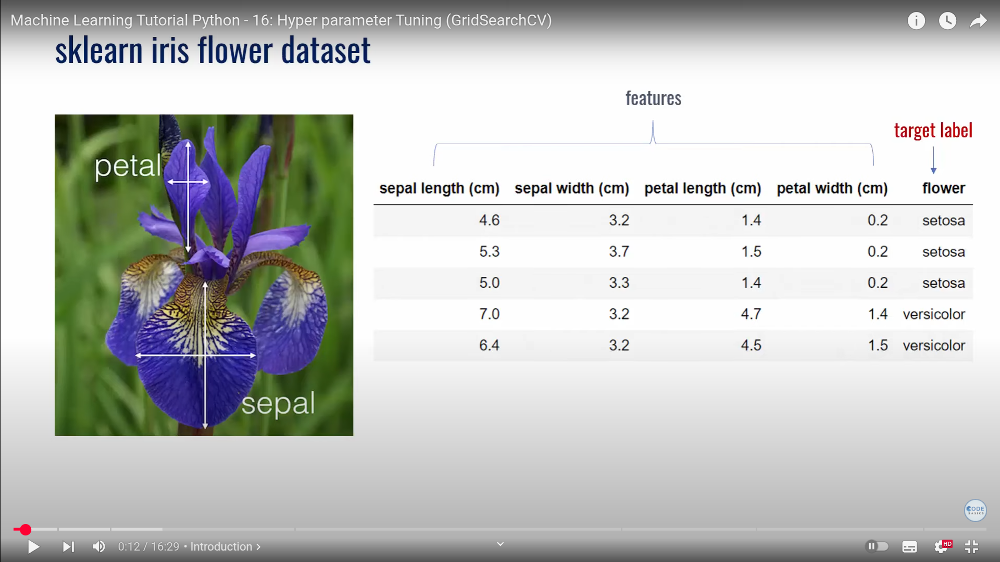 Machine Learning Tutorial Python - 16: Hyper parameter Tuning (GridSearchCV)
sklearn iris flower dataset
features
target label
petal
sepal
sepal length (cm) sepal width (cm) petal length (cm) petal width (cm) flower
4.6 3.2 1.4 0.2 setosa
5.3 3.7 1.5 0.2 setosa
5.0 3.3 1.4 0.2 setosa
7.0 3.2 4.7 1.4 versicolor
6.4 3.2 4.5 1.5 versicolor
CODE
BASICS
0:12 / 16:29 • Introduction
HD